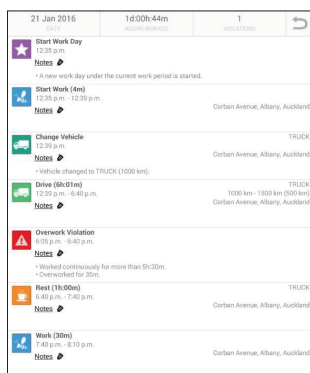 21 Jan 2016 1d:00h:44m 1
DATE HOURS WORKED VIOLATIONS
Start Work Day
12:35 p.m.
Notes
• A new work day under the current work period is started.
Start Work (4m)
12:35 p.m. - 12:39 p.m.
Corban Avenue, Albany, Auckland
Notes
Change Vehicle TRUCK
12:39 p.m.
Corban Avenue, Albany, Auckland
Notes
• Vehicle changed to TRUCK (1000 km).
Drive (6h:01m) TRUCK
12:39 p.m. - 6:40 p.m. 1000 km - 1500 km (500 km)
Notes Corban Avenue, Albany, Auckland
Overwork Violation
6:05 p.m. - 6:40 p.m.
Notes
• Worked continuously for more than 5h:30m.
• Overworked for 35m.
Rest (1h:00m) TRUCK
6:40 p.m. - 7:40 p.m.
Corban Avenue, Albany, Auckland
Notes
Work (30m)
7:40 p.m. - 8:10 p.m.
Corban Avenue, Albany, Auckland
Notes